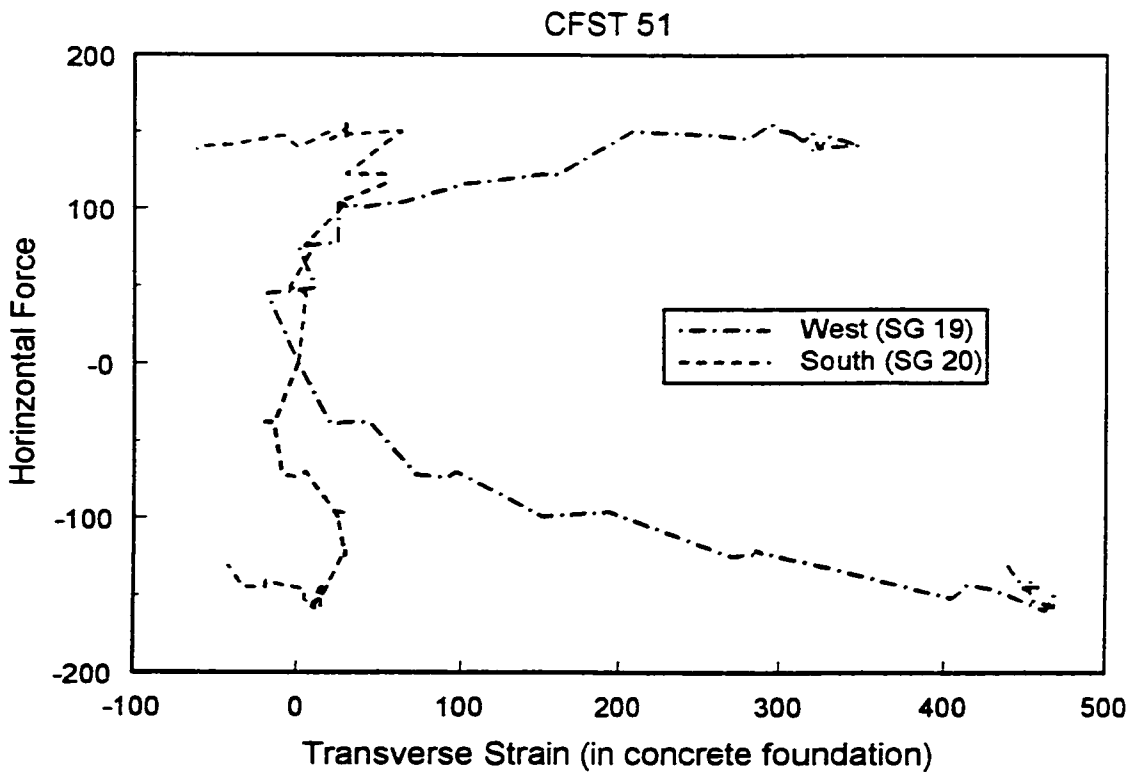 CFST 51
200
100
-0
-100
-200
Horinzontal Force
West (SG 19)
South (SG 20)
-100 0 100 200 300 400 500
Transverse Strain (in concrete foundation)